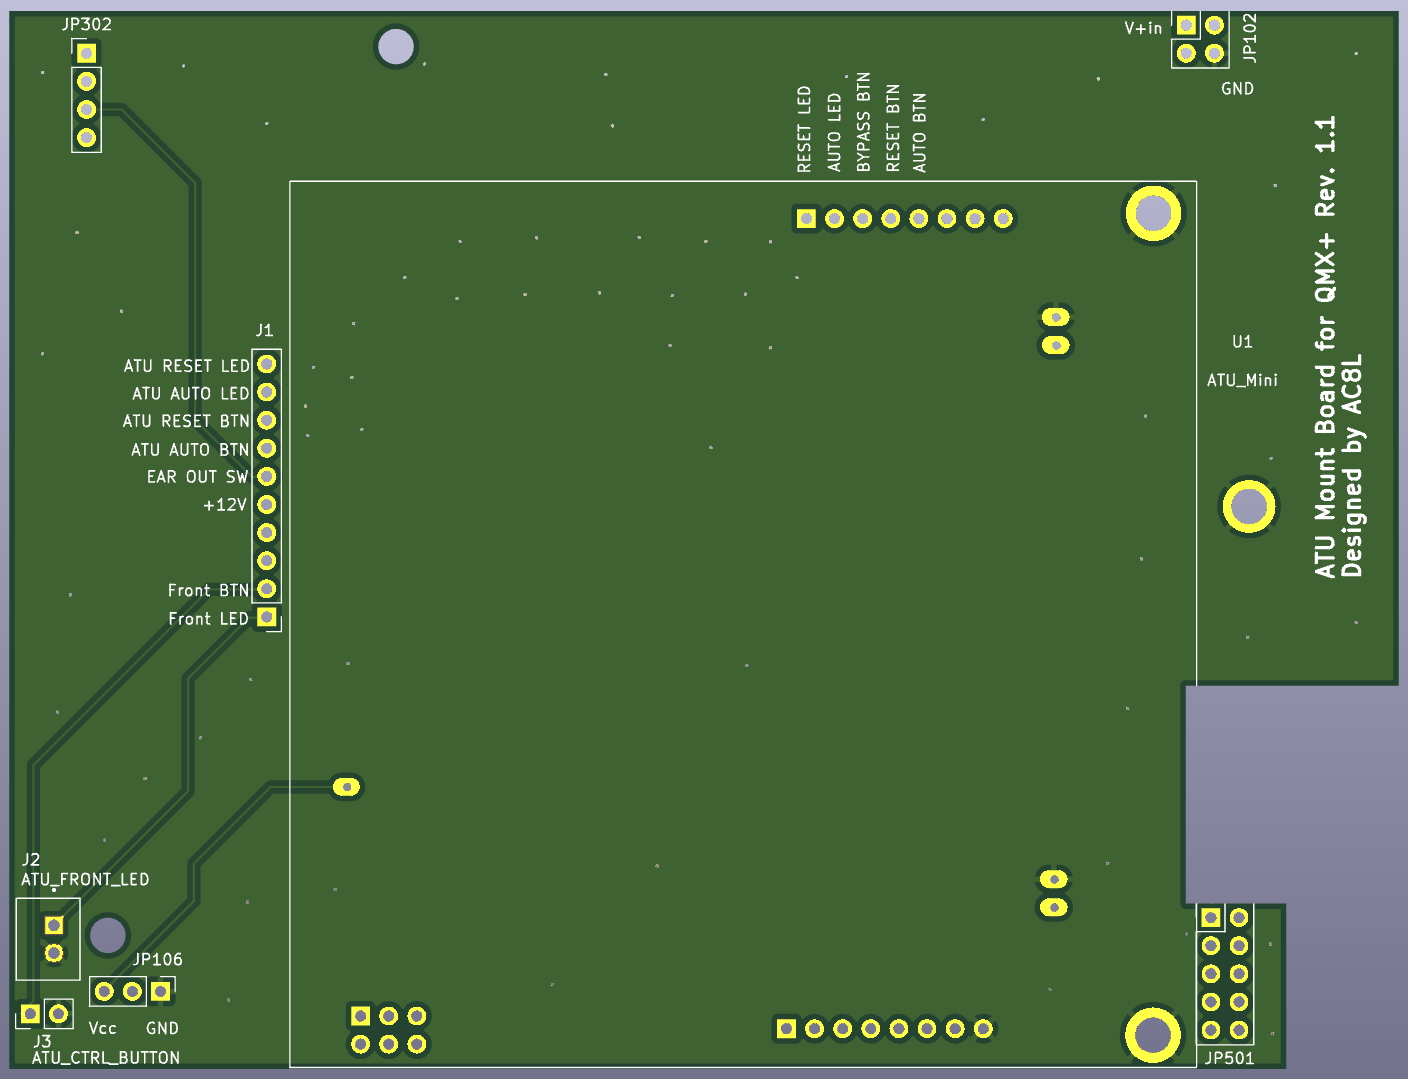 JP302
V+in
JP102
GND
RESET LED
AUTO LED
BYPASS BTN
RESET BTN
AUTO BTN
ATU Mount Board for QMX+ Rev. 1.1
Designed by AC8L
J1
U1
ATU_Mini
ATU RESET LED
ATU AUTO LED
ATU RESET BTN
ATU AUTO BTN
EAR OUT SW
+12V
Front BTN
Front LED
J2
ATU_FRONT_LED
JP106
Vcc
GND
J3
ATU_CTRL_BUTTON
JP501